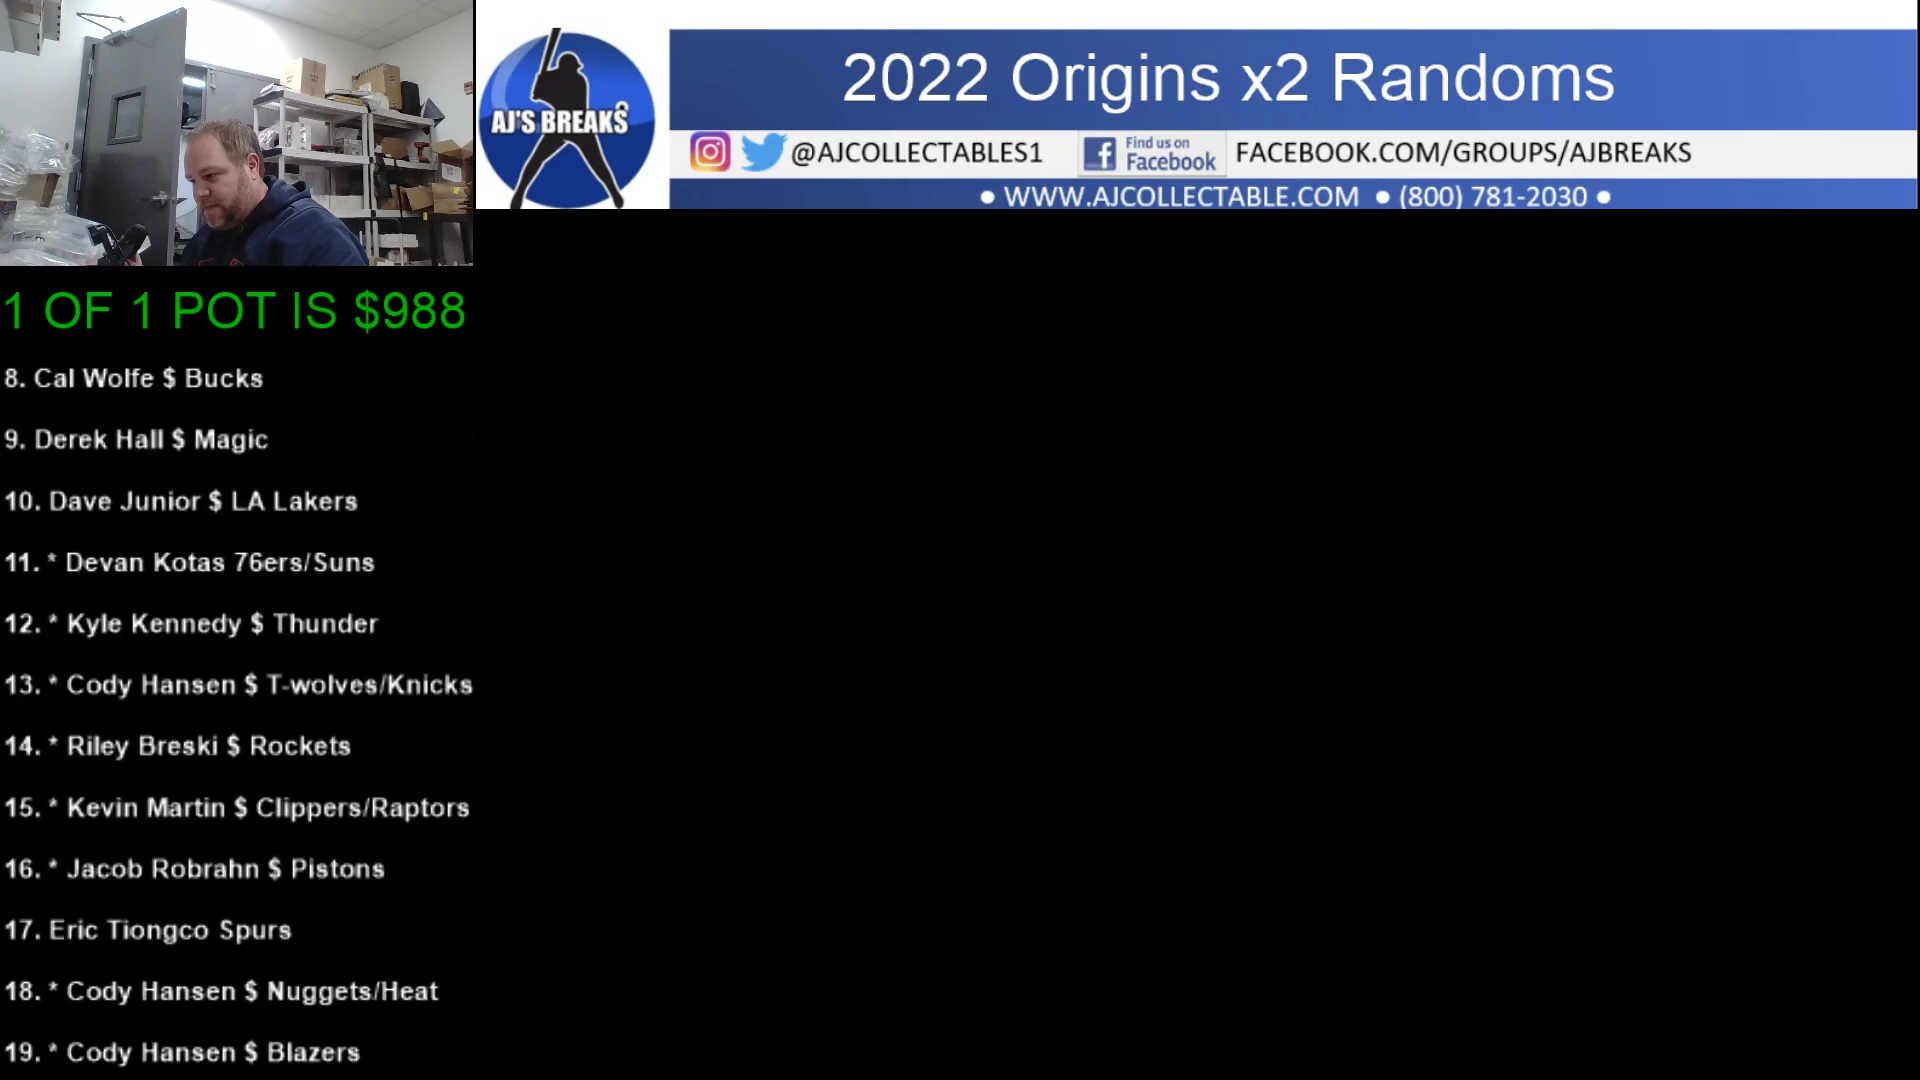 2022 Origins x2 Randoms
AJ'S BREAKS
@AJCOLLECTABLES1
Find us on
Facebook
FACEBOOK.COM/GROUPS/AJBREAKS
• WWW.AJCOLLECTABLE.COM • (800) 781-2030 •
1 OF 1 POT IS $988
8. Cal Wolfe $ Bucks
9. Derek Hall $ Magic
10. Dave Junior $ LA Lakers
11. * Devan Kotas 76ers/Suns
12. * Kyle Kennedy $ Thunder
13. * Cody Hansen $ T-wolves/Knicks
14. * Riley Breski $ Rockets
15. * Kevin Martin $ Clippers/Raptors
16. * Jacob Robrahn $ Pistons
17. Eric Tiongco Spurs
18. * Cody Hansen $ Nuggets/Heat
19. * Cody Hansen $ Blazers